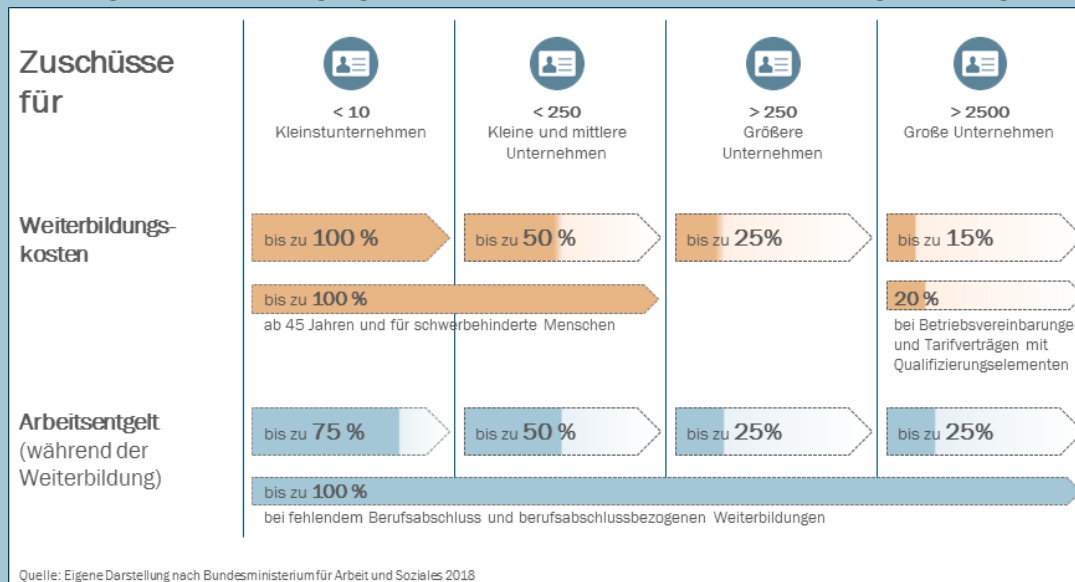 Zuschüsse
für
< 10
Kleinstunternehmen
< 250
Kleine und mittlere
Unternehmen
> 250
Größere
Unternehmen
> 2500
Große Unternehmen
Weiterbildungs-
kosten
bis zu 100 %
bis zu 50 %
bis zu 25%
bis zu 15%
bis zu 100 %
ab 45 Jahren und für schwerbehinderte Menschen
20 %
bei Betriebsvereinbarungen
und Tarifverträgen mit
Qualifizierungselementen
Arbeitsentgelt
(während der
Weiterbildung)
bis zu 75 %
bis zu 50 %
bis zu 25%
bis zu 25%
bis zu 100 %
bei fehlendem Berufsabschluss und berufsabschlussbezogenen Weiterbildungen
Quelle: Eigene Darstellung nach Bundesministerium für Arbeit und Soziales 2018